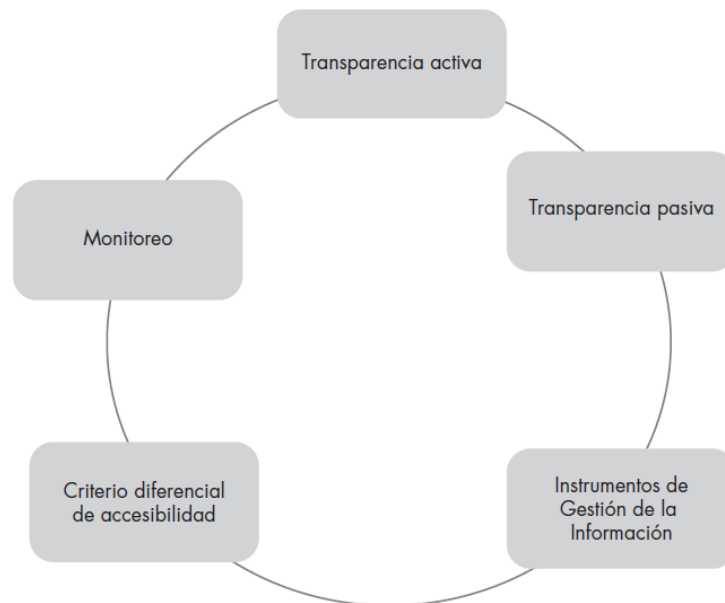 Transparencia activa
Transparencia pasiva
Monitoreo
Criterio diferencial
de accesibilidad
Instrumentos de
Gestión de la
Información